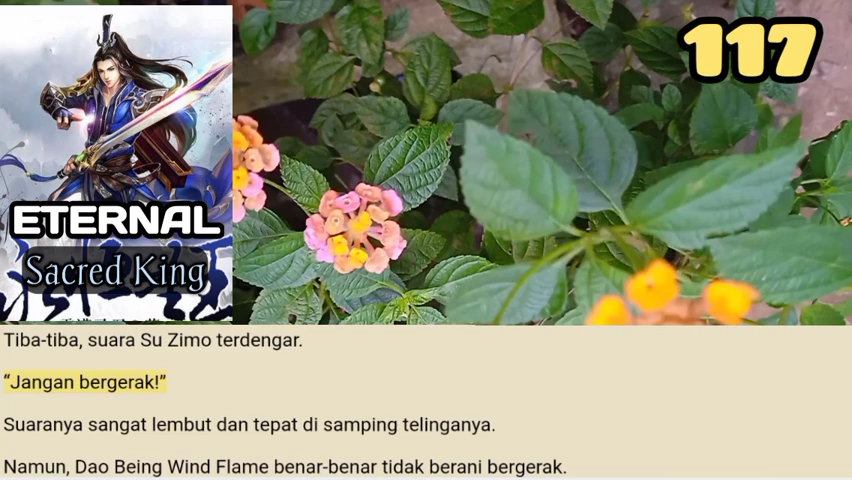 117
ETERNAL
Sacred King
Tiba-tiba, suara Su Zimo terdengar.
“Jangan bergerak!”
Suaranya sangat lembut dan tepat di samping telinganya.
Namun, Dao Being Wind Flame benar-benar tidak berani bergerak.